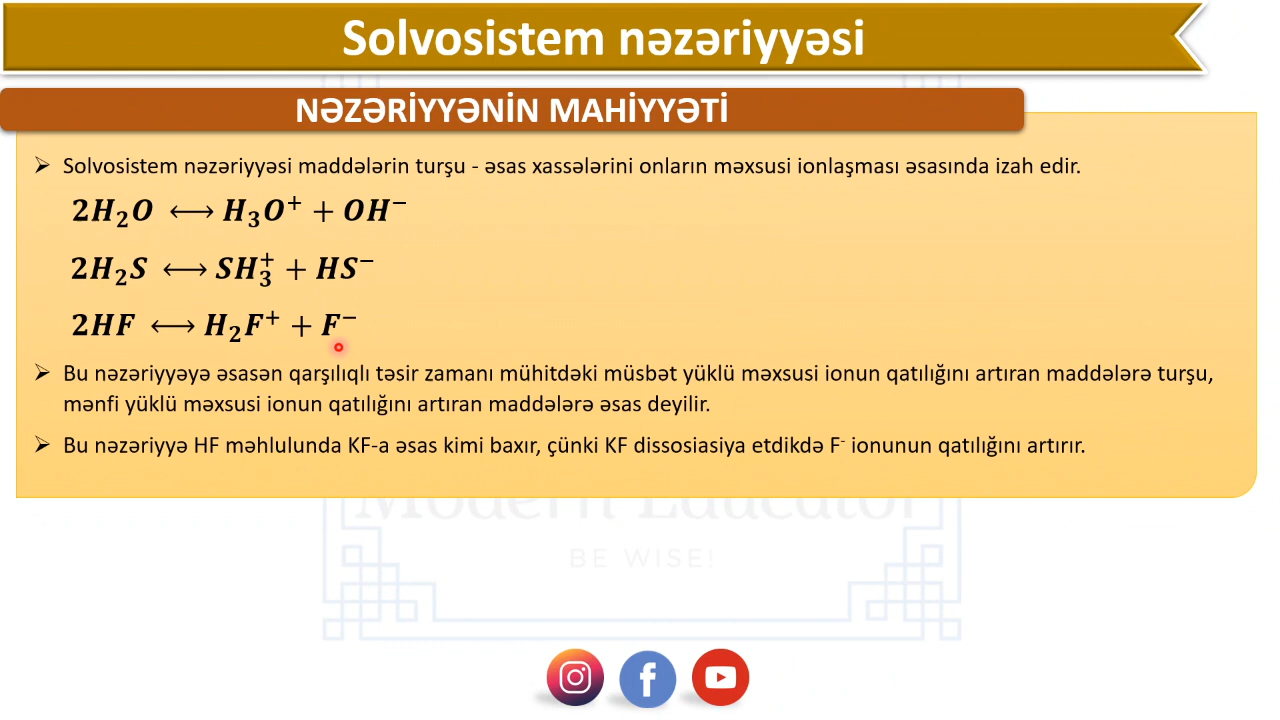 Solvosistem nəzəriyyəsi
NƏZƏRİYYƏNİN MAHİYYƏTİ
➢ Solvosistem nəzəriyyəsi maddələrin turşu - əsas xassələrini onların məxsusi ionlaşması əsasında izah edir.
2H₂O ⟷ H₃O⁺ + OH⁻
2H₂S ⟷ SH₃⁺ + HS⁻
2HF ⟷ H₂F⁺ + F⁻
➢ Bu nəzəriyyəyə əsasən qarşılıqlı təsir zamanı mühitdəki müsbət yüklü məxsusi ionun qatılığını artıran maddələrə turşu,
mənfi yüklü məxsusi ionun qatılığını artıran maddələrə əsas deyilir.
➢ Bu nəzəriyyə HF məhlulunda KF-a əsas kimi baxır, çünki KF dissosiasiya etdikdə F⁻ ionunun qatılığını artırır.
Modern Educator
BE WISE!